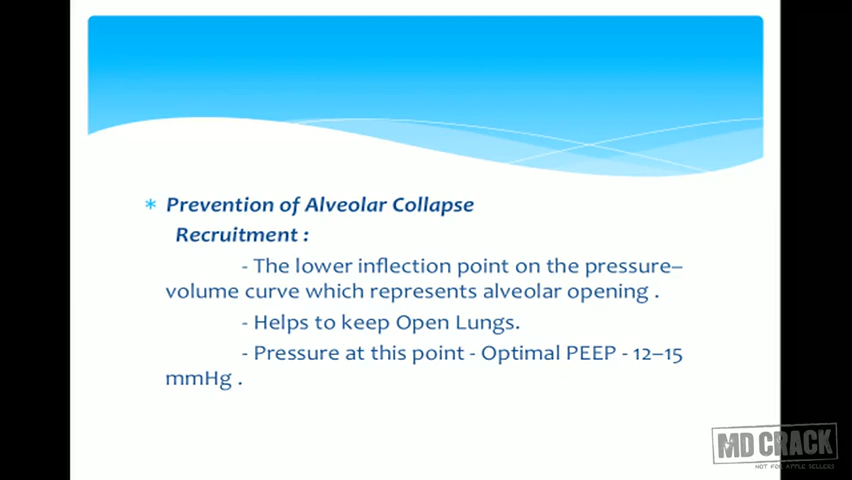 Prevention of Alveolar Collapse
Recruitment :
- The lower inflection point on the pressure–
volume curve which represents alveolar opening .
- Helps to keep Open Lungs.
- Pressure at this point - Optimal PEEP - 12–15
mmHg .
MD CRACK
NOT FOR APPLE SELLERS